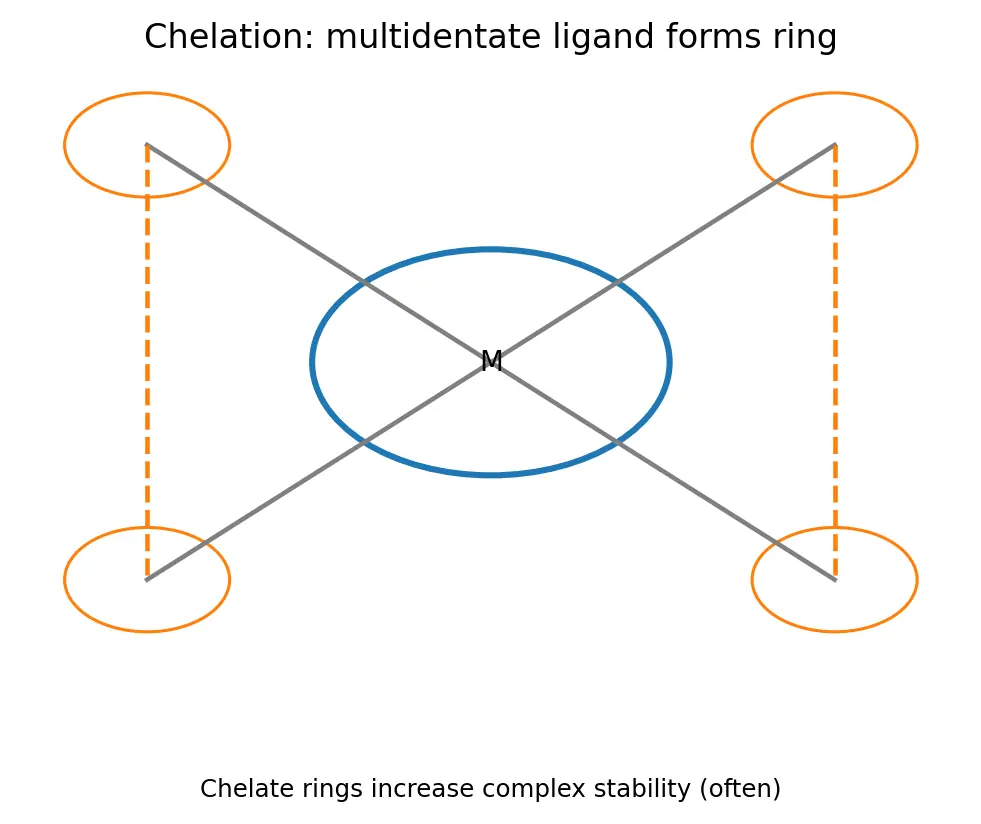 Chelation: multidentate ligand forms ring
M
Chelate rings increase complex stability (often)